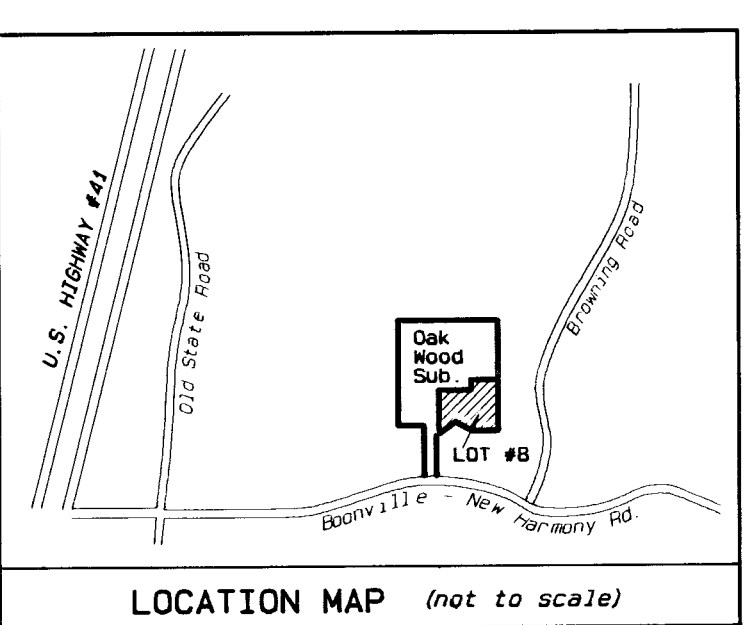 U.S. HIGHWAY #41
Old State Road
Browning Road
Oak
Wood
Sub.
LOT #8
Boonville - New Harmony Rd.
LOCATION MAP (not to scale)